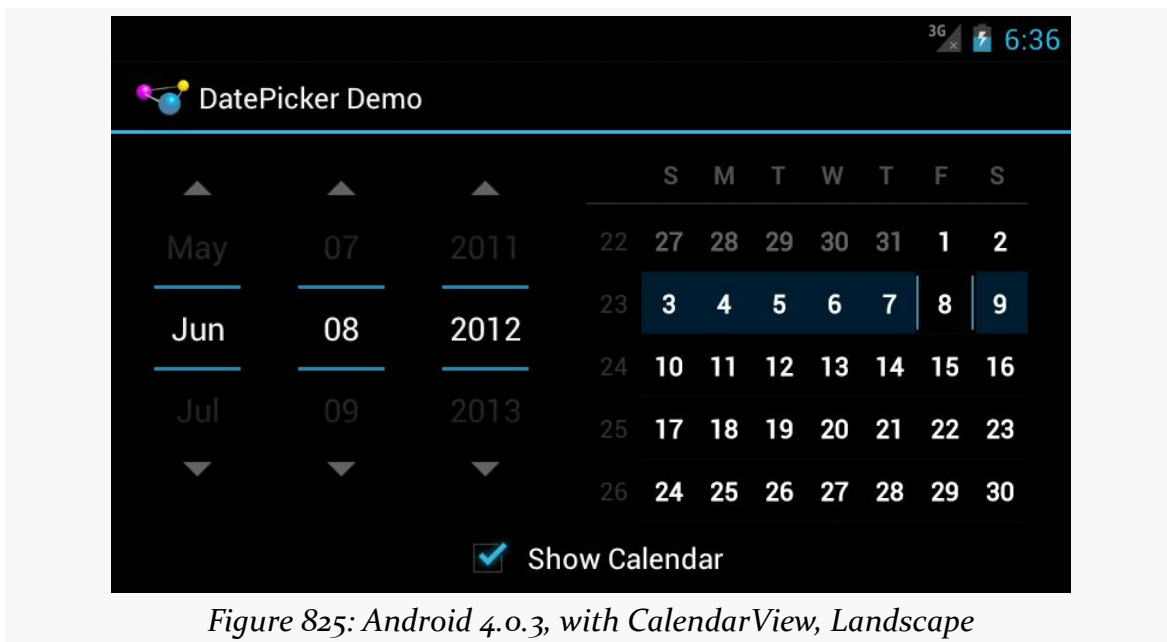 3G 6:36
DatePicker Demo
S M T W T F S
May 07 2011
22 27 28 29 30 31 1 2
Jun 08 2012
23 3 4 5 6 7 8 9
24 10 11 12 13 14 15 16
Jul 09 2013
25 17 18 19 20 21 22 23
26 24 25 26 27 28 29 30
Show Calendar
Figure 825: Android 4.0.3, with CalendarView, Landscape